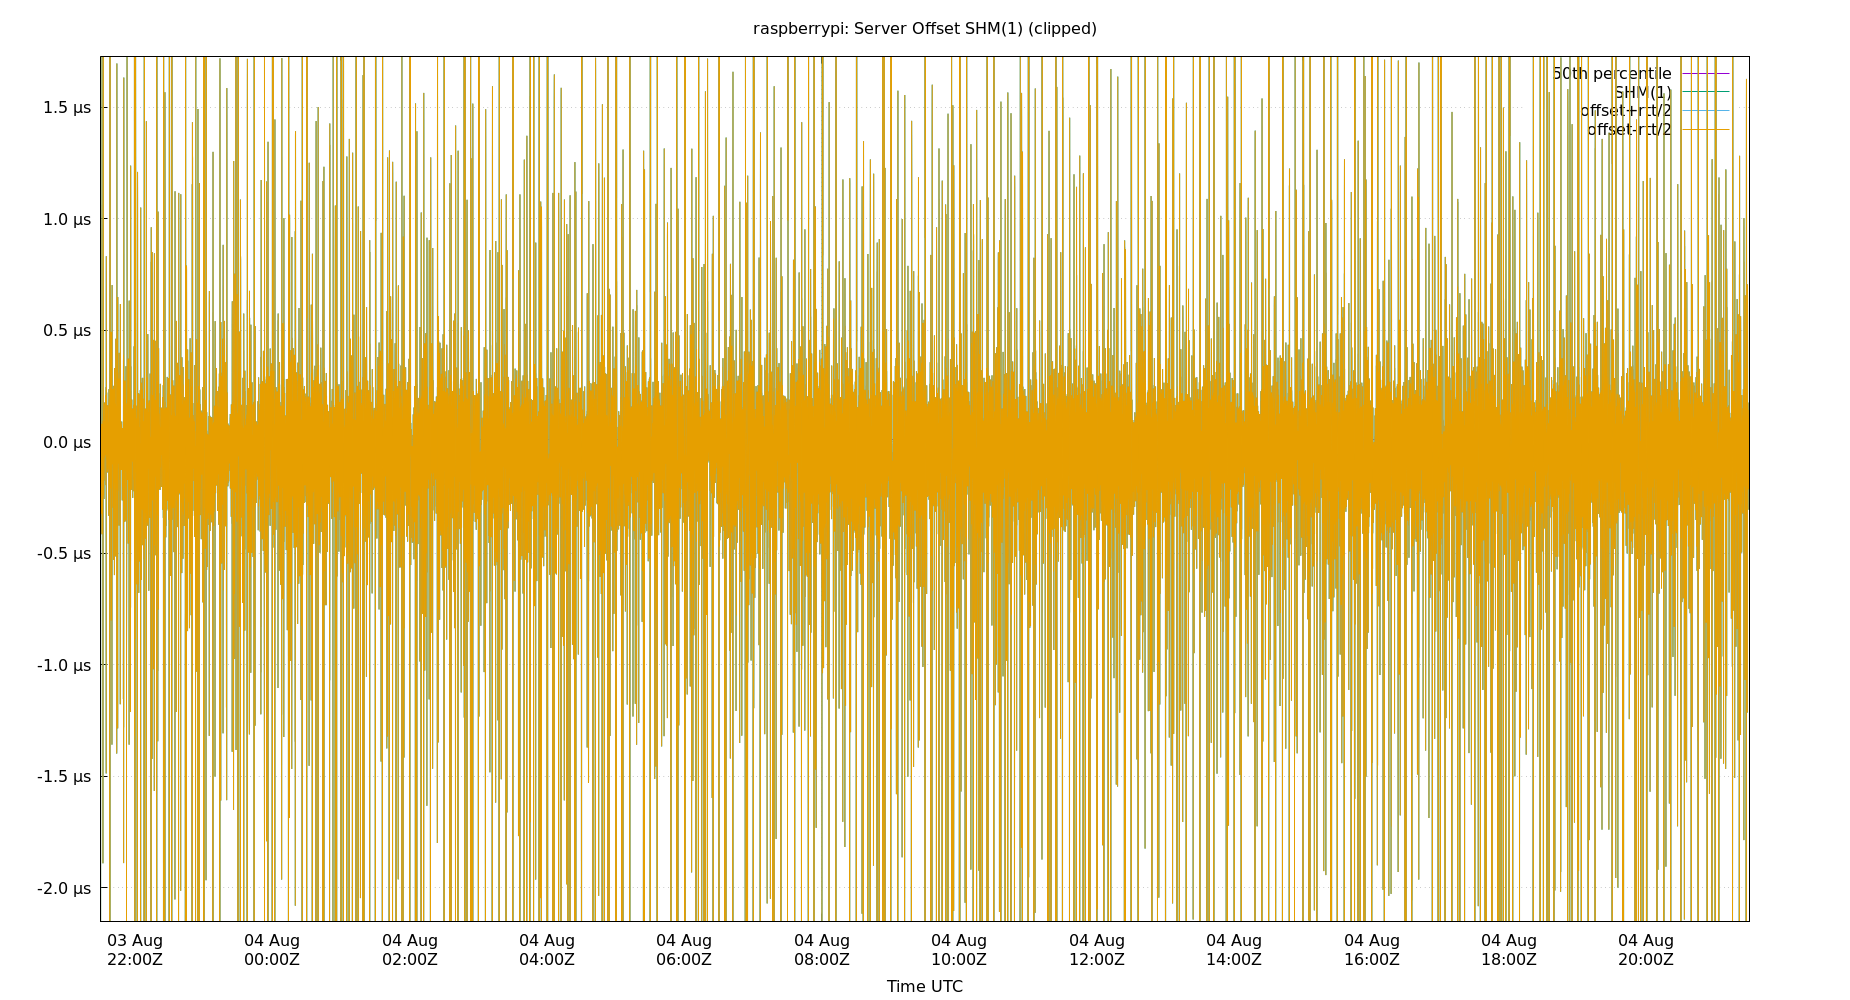 raspberrypi: Server Offset SHM(1) (clipped)
50th percentile
SHM(1)
offset+rtt/2
offset-rtt/2
1.5 µs
1.0 µs
0.5 µs
0.0 µs
-0.5 µs
-1.0 µs
-1.5 µs
-2.0 µs
03 Aug 04 Aug 04 Aug 04 Aug 04 Aug 04 Aug 04 Aug 04 Aug 04 Aug 04 Aug 04 Aug 04 Aug
22:00Z 00:00Z 02:00Z 04:00Z 06:00Z 08:00Z 10:00Z 12:00Z 14:00Z 16:00Z 18:00Z 20:00Z
Time UTC